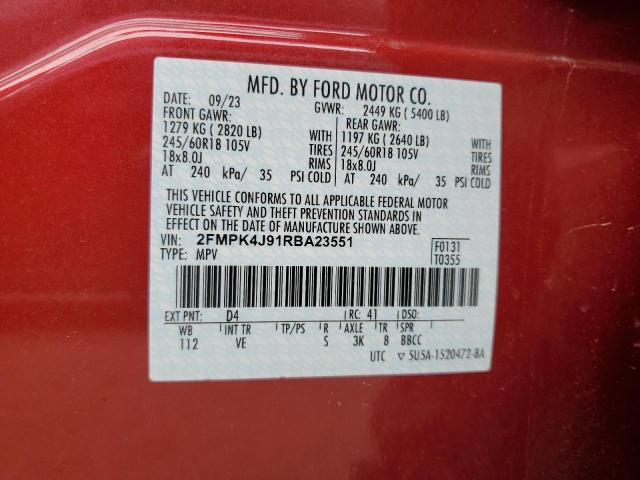 MFD. BY FORD MOTOR CO.
DATE: 09/23 GVWR: 2449 KG ( 5400 LB)
FRONT GAWR: REAR GAWR:
1279 KG ( 2820 LB) WITH 1197 KG ( 2640 LB) WITH
245/60R18 105V TIRES 245/60R18 105V TIRES
18x8.0J RIMS 18x8.0J RIMS
AT 240 kPa/ 35 PSI COLD AT 240 kPa/ 35 PSI COLD
THIS VEHICLE CONFORMS TO ALL APPLICABLE FEDERAL MOTOR
VEHICLE SAFETY AND THEFT PREVENTION STANDARDS IN
EFFECT ON THE DATE OF MANUFACTURE SHOWN ABOVE.
VIN: 2FMPK4J91RBA23551 F0131
TYPE: MPV T0355
EXT PNT: D4 RC: 41 DSO:
WB INT TR TP/PS R AXLE TR SPR
112 VE S 3K 8 BBCC
UTC 5U5A-1520472-BA